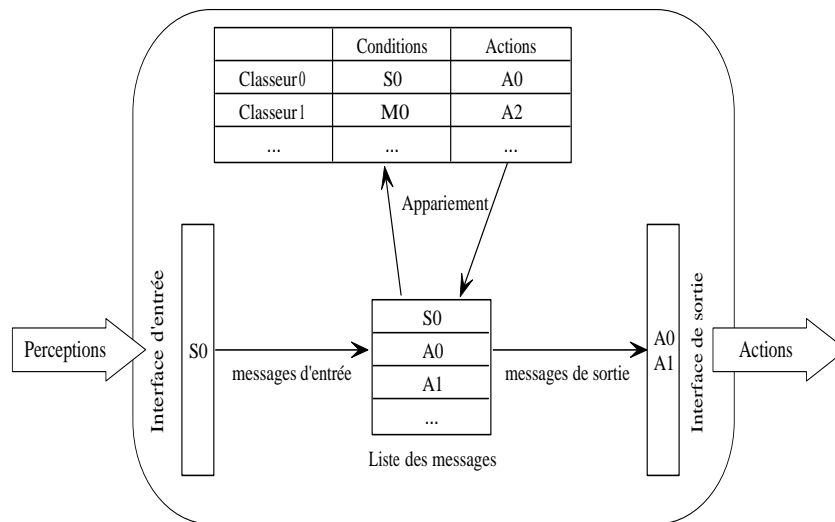 Conditions Actions
Classeur0 S0 A0
Classeur1 M0 A2
... ... ...
Appariement
Interface d'entrée
Interface de sortie
Perceptions
S0
messages d'entrée
S0
A0
A1
...
messages de sortie
A0
A1
Actions
Liste des messages